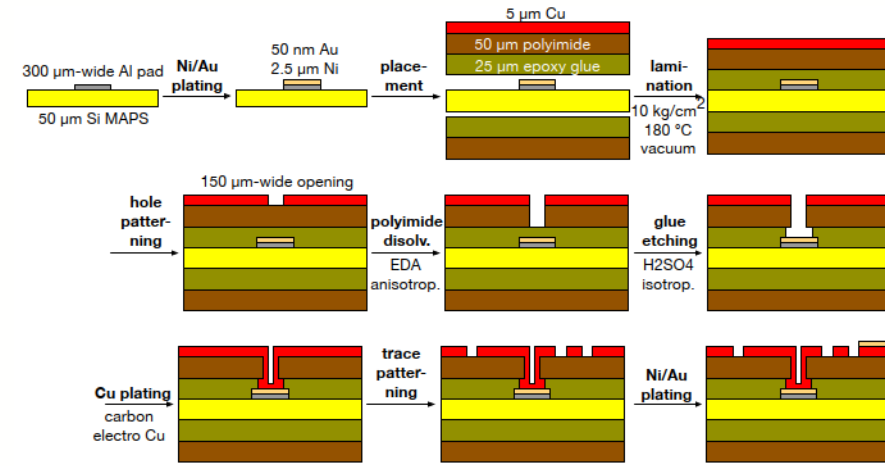 5 µm Cu
300 µm-wide Al pad
Ni/Au
plating
50 nm Au
2.5 µm Ni
place-
ment
50 µm polyimide
25 µm epoxy glue
lami-
nation
50 µm Si MAPS
10 kg/cm2
180 °C
vacuum
hole
patter-
ning
150 µm-wide opening
polyimide
disolv.
EDA
anisotrop.
glue
etching
H2SO4
isotrop.
Cu plating
carbon
electro Cu
trace
patter-
ning
Ni/Au
plating